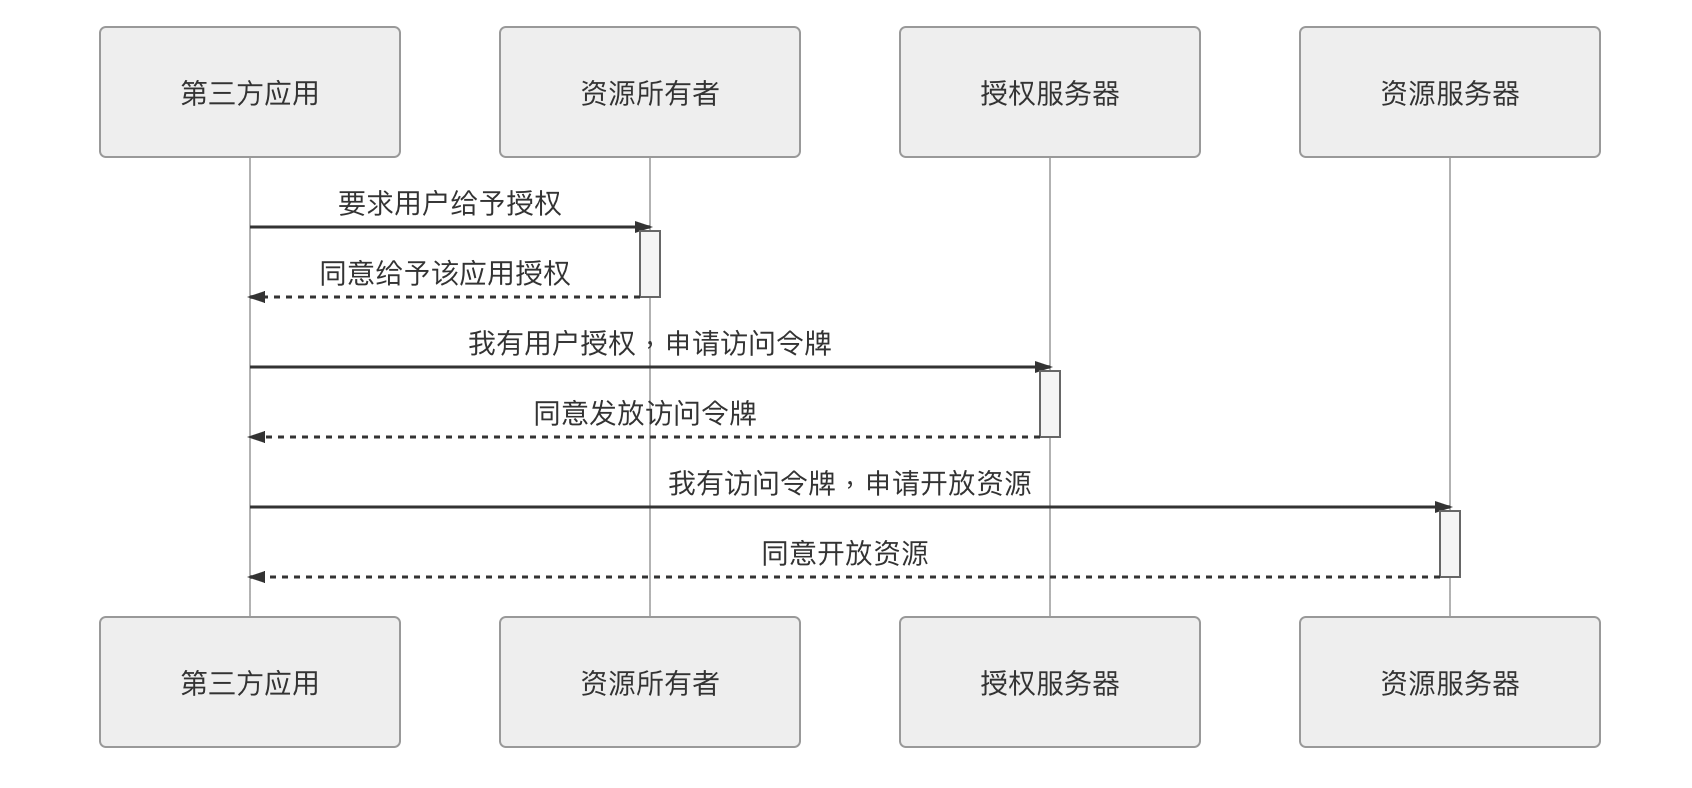 第三方应用
资源所有者
授权服务器
资源服务器
要求用户给予授权
同意给予该应用授权
我有用户授权，申请访问令牌
同意发放访问令牌
我有访问令牌，申请开放资源
同意开放资源
第三方应用
资源所有者
授权服务器
资源服务器